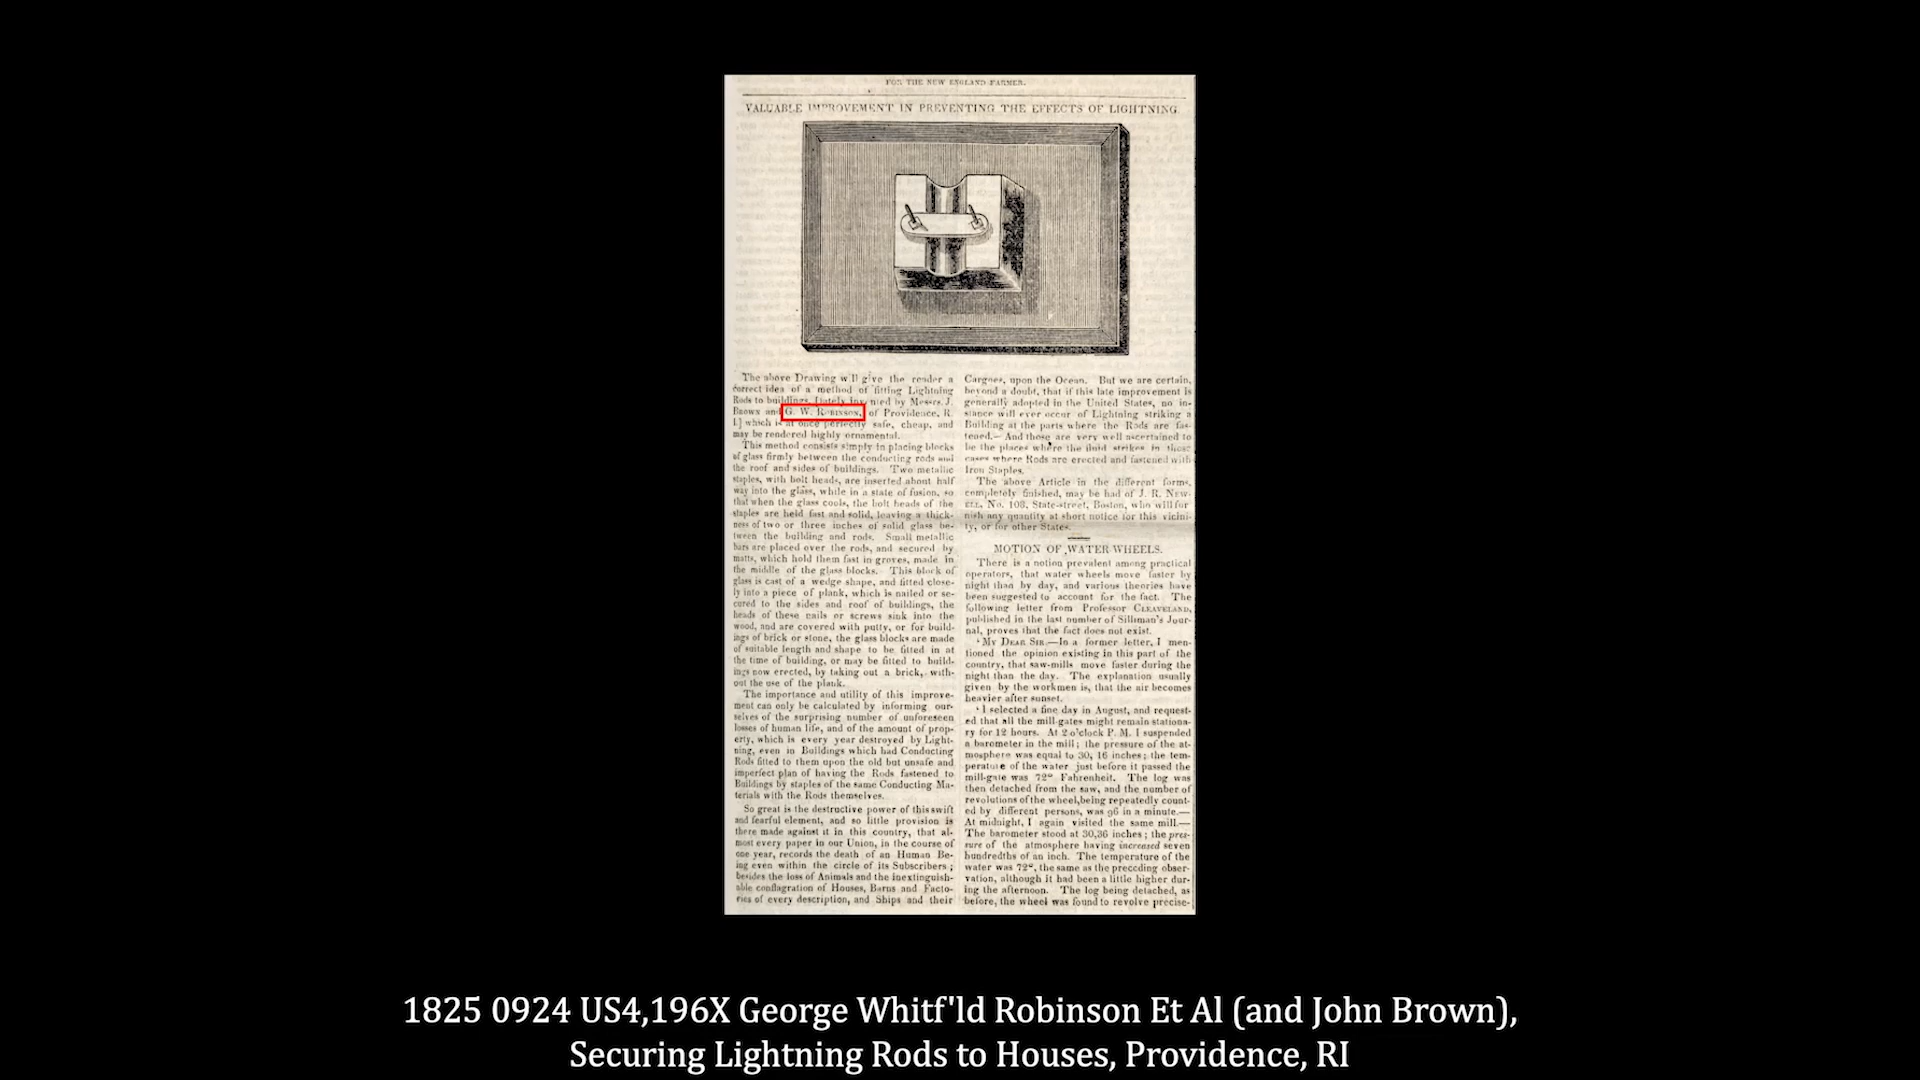 FOR THE NEW ENGLAND FARMER.
VALUABLE IMPROVEMENT IN PREVENTING THE EFFECTS OF LIGHTNING
The above Drawing will give the reader a
correct idea of a method of fitting Lightning
Rods to buildings, [lately invented by Messrs. J.
Brown and G. W. Robinson, of Providence, R.
I.] which is at once perfectly safe, cheap, and
may be rendered highly ornamental.
This method consists simply in placing blocks
of glass firmly between the conducting rods and
the roof and sides of buildings. Two metallic
staples, with bolt heads, are inserted about half
way into the glass, while in a state of fusion, so
that when the glass cools, the bolt heads of the
staples are held fast and solid, leaving a thick-
ness of two or three inches of solid glass be-
tween the building and rods. Small metallic
bars are placed over the rods, and secured by
matts, which hold them fast in groves, made in
the middle of the glass blocks. This block of
glass is cast of a wedge shape, and fitted close-
ly into a piece of plank, which is nailed or se-
cured to the sides and roof of buildings, the
heads of these nails or screws sink into the
wood, and are covered with putty, or for build-
ings of brick or stone, the glass blocks are made
of suitable length and shape to be fitted in at
the time of building, or may be fitted to build-
ings now erected, by taking out a brick, with-
out the use of the plank.
The importance and utility of this improve-
ment can only be calculated by informing our-
selves of the surprising number of unforeseen
losses of human life, and of the amount of prop-
erty, which is every year destroyed by Light-
ning, even in Buildings which had Conducting
Rods fitted to them upon the old but unsafe and
imperfect plan of having the Rods fastened to
Buildings by staples of the same Conducting Ma-
terials with the Rods themselves.
So great is the destructive power of this swift
and fearful element, and so little provision is
there made against it in this country, that al-
most every paper in our Union, in the course of
one year, records the death of an Human Be-
ing even within the circle of its Subscribers ;
besides the loss of Animals and the inextinguish-
able conflagration of Houses, Barns and Facto-
ries of every description, and Ships and their
Cargoes, upon the Ocean. But we are certain,
beyond a doubt, that if this late improvement is
generally adopted in the United States, no in-
stance will ever occur of Lightning striking a
Building at the parts where the Rods are fas-
tened.— And those are very well ascertained to
be the places where the fluid strikes in those
cases where Rods are erected and fastened with
Iron Staples.
The above Article in the different forms,
completely finished, may be had of J. R. NEW-
ELL, No. 108, State-street, Boston, who will fur
nish any quantity at short notice for this vicini-
ty, or for other States.
MOTION OF WATER WHEELS.
There is a notion prevalent among practical
operators, that water wheels move faster by
night than by day, and various theories have
been suggested to account for the fact. The
following letter from Professor CLEAVELAND,
published in the last number of Silliman's Jour-
nal, proves that the fact does not exist.
'MY DEAR SIR.—In a former letter, I men-
tioned the opinion existing in this part of the
country, that saw-mills move faster during the
night than the day. The explanation usually
given by the workmen is, that the air becomes
heavier after sunset.
'I selected a fine day in August, and request-
ed that all the mill-gates might remain stationa-
ry for 12 hours. At 2 o'clock P. M. I suspended
a barometer in the mill ; the pressure of the at-
mosphere was equal to 30, 16 inches ; the tem-
perature of the water just before it passed the
mill-gate was 72° Fahrenheit. The log was
then detached from the saw, and the number of
revolutions of the wheel, being repeatedly count-
ed by different persons, was 96 in a minute.—
At midnight, I again visited the same mill.—
The barometer stood at 30,36 inches ; the pres-
sure of the atmosphere having increased seven
hundredths of an inch. The temperature of the
water was 72°, the same as the preceding obser-
vation, although it had been a little higher dur-
ing the afternoon. The log being detached, as
before, the wheel was found to revolve precise-
1825 0924 US4,196X George Whitf'ld Robinson Et Al (and John Brown),
Securing Lightning Rods to Houses, Providence, RI